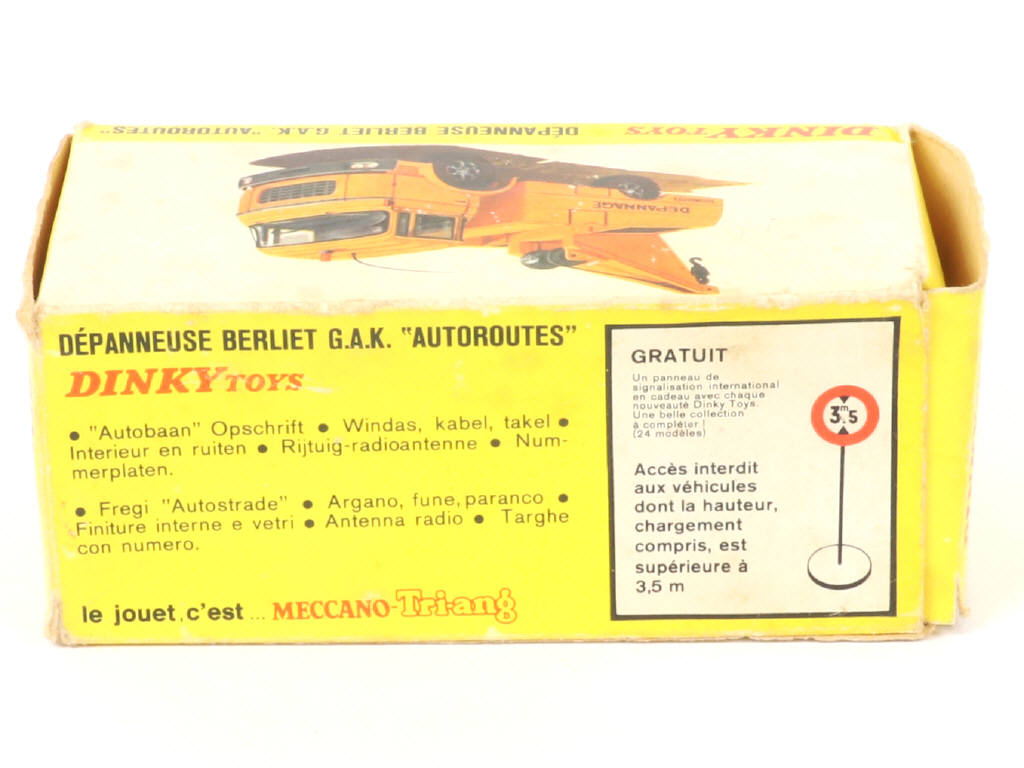 DINKY TOYS
DÉPANNEUSE BERLIET G.A.K. "AUTOROUTES"
DÉPANNAGE
DÉPANNEUSE BERLIET G.A.K. "AUTOROUTES"
DINKY TOYS
● "Autobaan" Opschrift ● Windas, kabel, takel ●
Interieur en ruiten ● Rijtuig-radioantenne ● Num-
merplaten.
● Fregi "Autostrade" ● Argano, fune, paranco ●
Finiture interne e vetri ● Antenna radio ● Targhe
con numero.
le jouet, c'est ... MECCANO-Tri-ang
GRATUIT
Un panneau de
signalisation international
en cadeau avec chaque
nouveauté Dinky Toys.
Une belle collection
à compléter !
(24 modèles)
3m.5
Accès interdit
aux véhicules
dont la hauteur,
chargement
compris, est
supérieure à
3,5 m